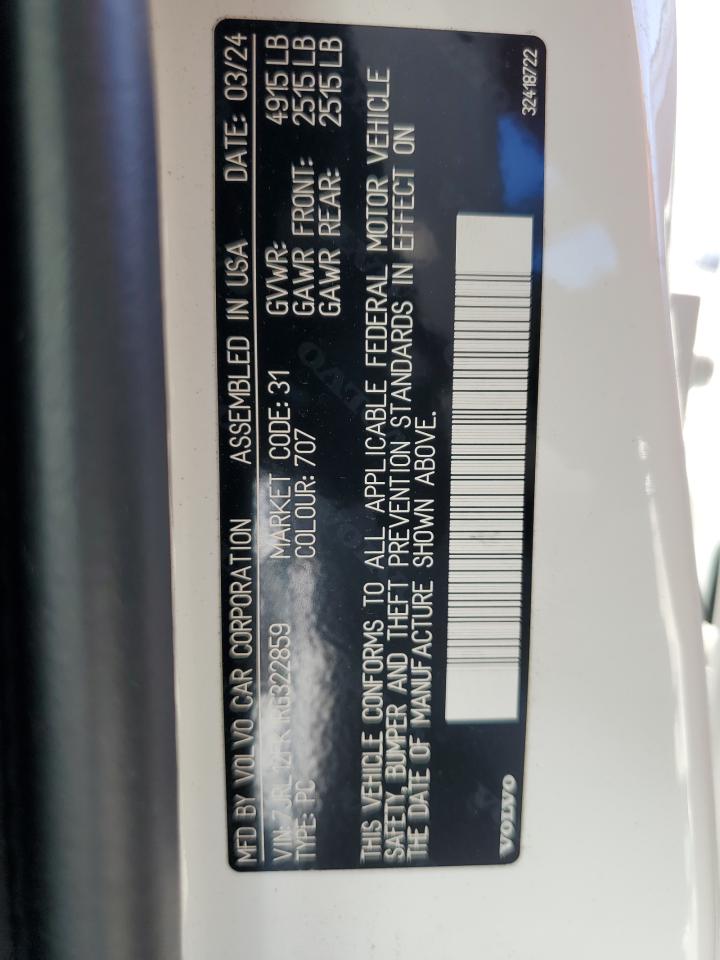 MFD BY VOLVO CAR CORPORATION ASSEMBLED IN USA DATE: 03/24
VIN: 7JRL12FK1RG322859 MARKET CODE: 31 GVWR: 4915 LB
TYPE: PC COLOUR: 707 GAWR FRONT: 2515 LB
GAWR REAR: 2515 LB
THIS VEHICLE CONFORMS TO ALL APPLICABLE FEDERAL MOTOR VEHICLE
SAFETY, BUMPER AND THEFT PREVENTION STANDARDS IN EFFECT ON
THE DATE OF MANUFACTURE SHOWN ABOVE.
VOLVO 32418722